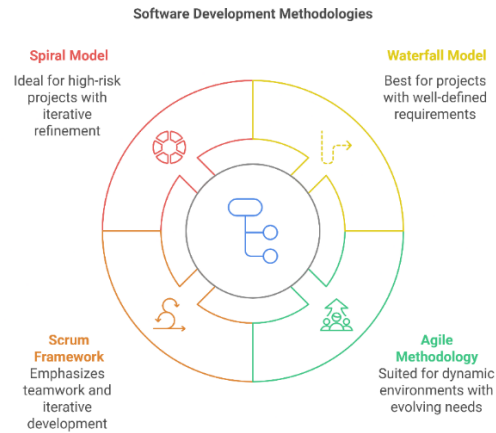 Software Development Methodologies
Spiral Model
Ideal for high-risk
projects with
iterative
refinement
Waterfall Model
Best for projects
with well-defined
requirements
Scrum
Framework
Emphasizes
teamwork and
iterative
development
Agile
Methodology
Suited for dynamic
environments with
evolving needs